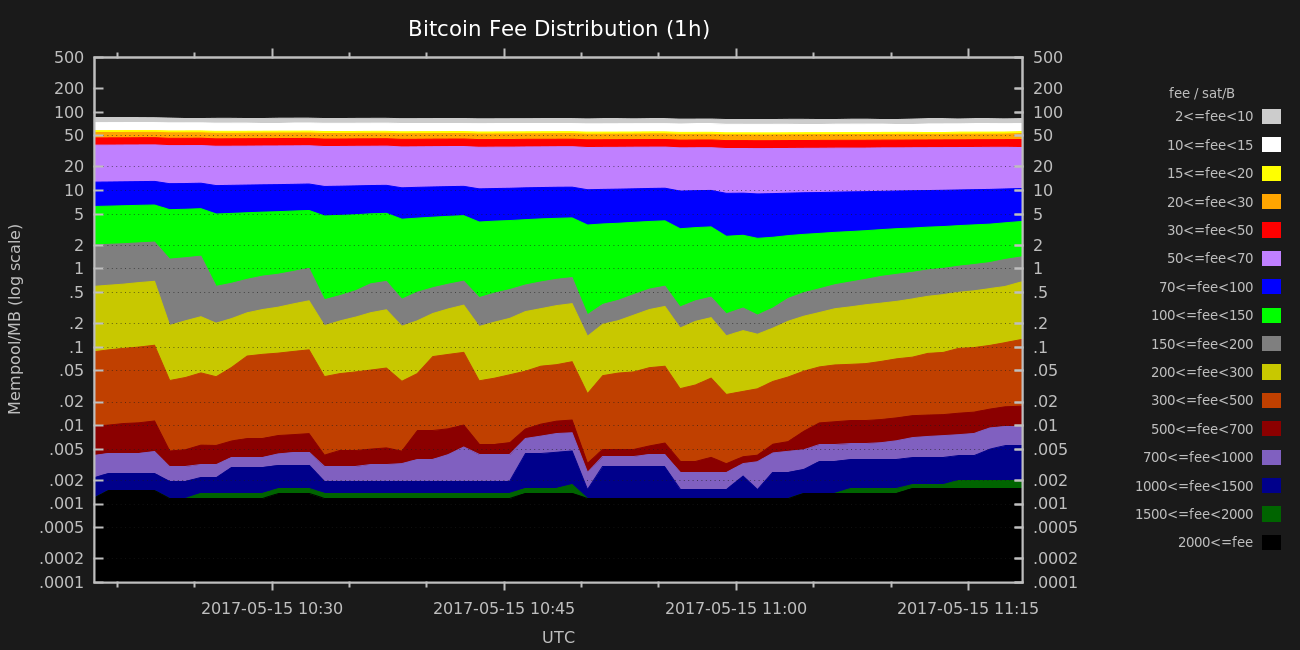 Bitcoin Fee Distribution (1h)
500
200
100
50
20
10
5
2
1
.5
.2
.1
.05
.02
.01
.005
.002
.001
.0005
.0002
.0001
Mempool/MB (log scale)
500
200
100
50
20
10
5
2
1
.5
.2
.1
.05
.02
.01
.005
.002
.001
.0005
.0002
.0001
2017-05-15 10:30
2017-05-15 10:45
2017-05-15 11:00
2017-05-15 11:15
UTC
fee / sat/B
2<=fee<10
10<=fee<15
15<=fee<20
20<=fee<30
30<=fee<50
50<=fee<70
70<=fee<100
100<=fee<150
150<=fee<200
200<=fee<300
300<=fee<500
500<=fee<700
700<=fee<1000
1000<=fee<1500
1500<=fee<2000
2000<=fee